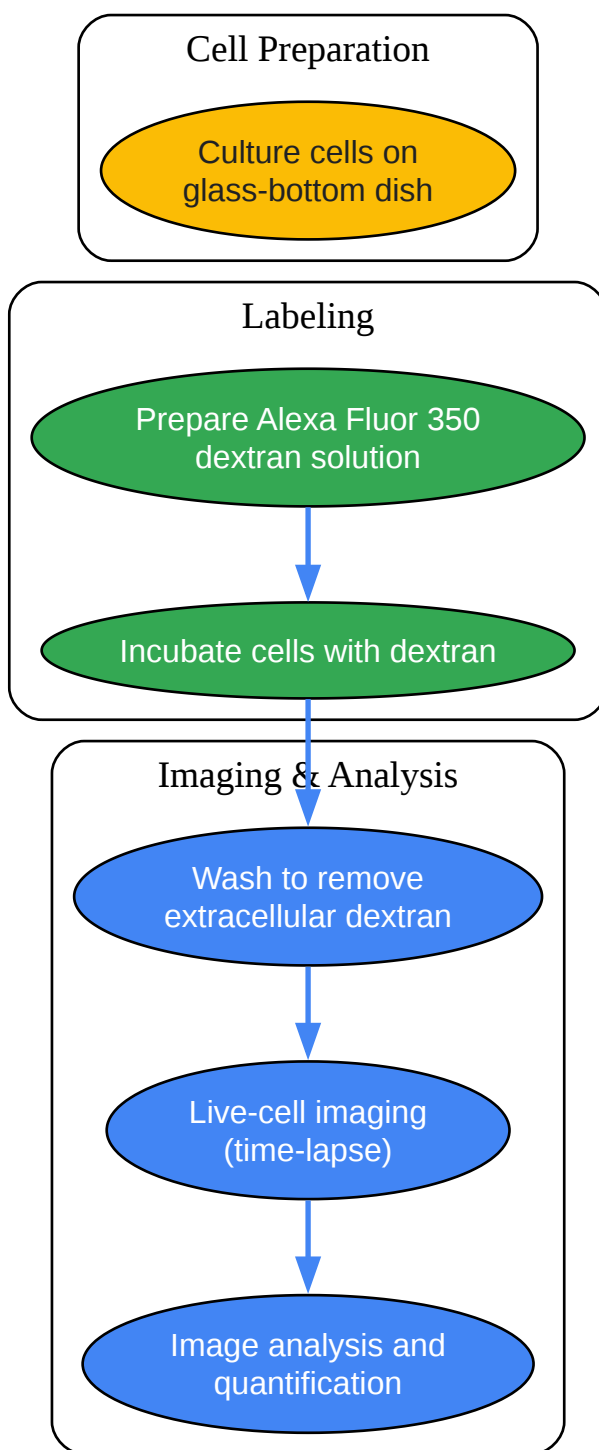 Cell Preparation
Culture cells on
glass-bottom dish
Labeling
Prepare Alexa Fluor 350
dextran solution
Incubate cells with dextran
Imaging & Analysis
Wash to remove
extracellular dextran
Live-cell imaging
(time-lapse)
Image analysis and
quantification